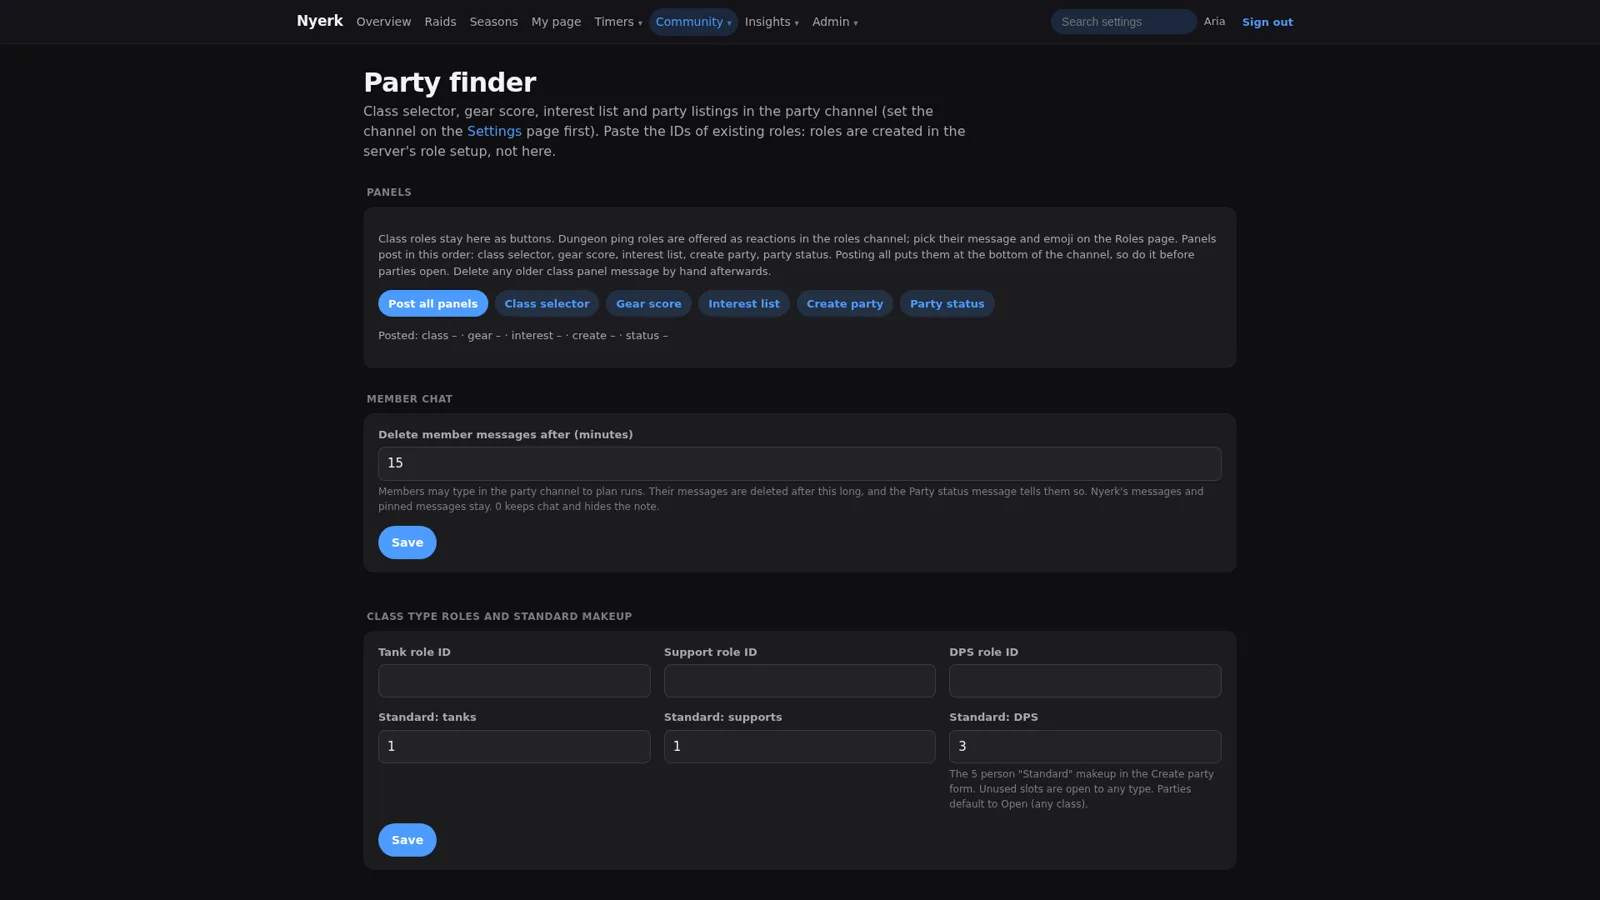 Nyerk Overview Raids Seasons My page Timers ▾ Community ▾ Insights ▾ Admin ▾ Search settings Aria Sign out
Party finder
Class selector, gear score, interest list and party listings in the party channel (set the
channel on the Settings page first). Paste the IDs of existing roles: roles are created in the
server's role setup, not here.
PANELS
Class roles stay here as buttons. Dungeon ping roles are offered as reactions in the roles channel; pick their message and emoji on the Roles page. Panels
post in this order: class selector, gear score, interest list, create party, party status. Posting all puts them at the bottom of the channel, so do it before
parties open. Delete any older class panel message by hand afterwards.
Post all panels Class selector Gear score Interest list Create party Party status
Posted: class – · gear – · interest – · create – · status –
MEMBER CHAT
Delete member messages after (minutes)
15
Members may type in the party channel to plan runs. Their messages are deleted after this long, and the Party status message tells them so. Nyerk's messages and
pinned messages stay. 0 keeps chat and hides the note.
Save
CLASS TYPE ROLES AND STANDARD MAKEUP
Tank role ID Support role ID DPS role ID
Standard: tanks Standard: supports Standard: DPS
1 1 3
The 5 person "Standard" makeup in the Create party
form. Unused slots are open to any type. Parties
default to Open (any class).
Save